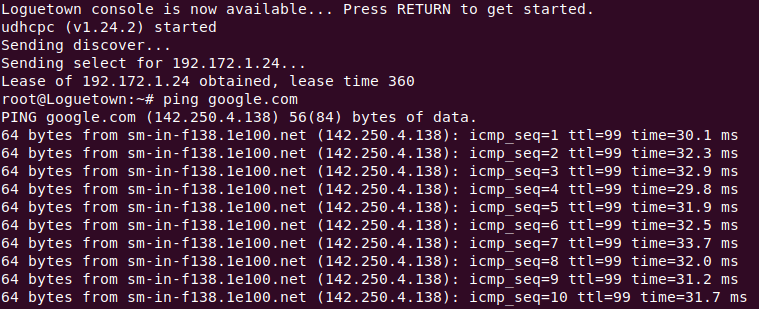 Loguetown console is now available... Press RETURN to get started.
udhcpc (v1.24.2) started
Sending discover...
Sending select for 192.172.1.24...
Lease of 192.172.1.24 obtained, lease time 360
root@Loguetown:~# ping google.com
PING google.com (142.250.4.138) 56(84) bytes of data.
64 bytes from sm-in-f138.1e100.net (142.250.4.138): icmp_seq=1 ttl=99 time=30.1 ms
64 bytes from sm-in-f138.1e100.net (142.250.4.138): icmp_seq=2 ttl=99 time=32.3 ms
64 bytes from sm-in-f138.1e100.net (142.250.4.138): icmp_seq=3 ttl=99 time=32.9 ms
64 bytes from sm-in-f138.1e100.net (142.250.4.138): icmp_seq=4 ttl=99 time=29.8 ms
64 bytes from sm-in-f138.1e100.net (142.250.4.138): icmp_seq=5 ttl=99 time=31.9 ms
64 bytes from sm-in-f138.1e100.net (142.250.4.138): icmp_seq=6 ttl=99 time=32.5 ms
64 bytes from sm-in-f138.1e100.net (142.250.4.138): icmp_seq=7 ttl=99 time=33.7 ms
64 bytes from sm-in-f138.1e100.net (142.250.4.138): icmp_seq=8 ttl=99 time=32.0 ms
64 bytes from sm-in-f138.1e100.net (142.250.4.138): icmp_seq=9 ttl=99 time=31.2 ms
64 bytes from sm-in-f138.1e100.net (142.250.4.138): icmp_seq=10 ttl=99 time=31.7 ms